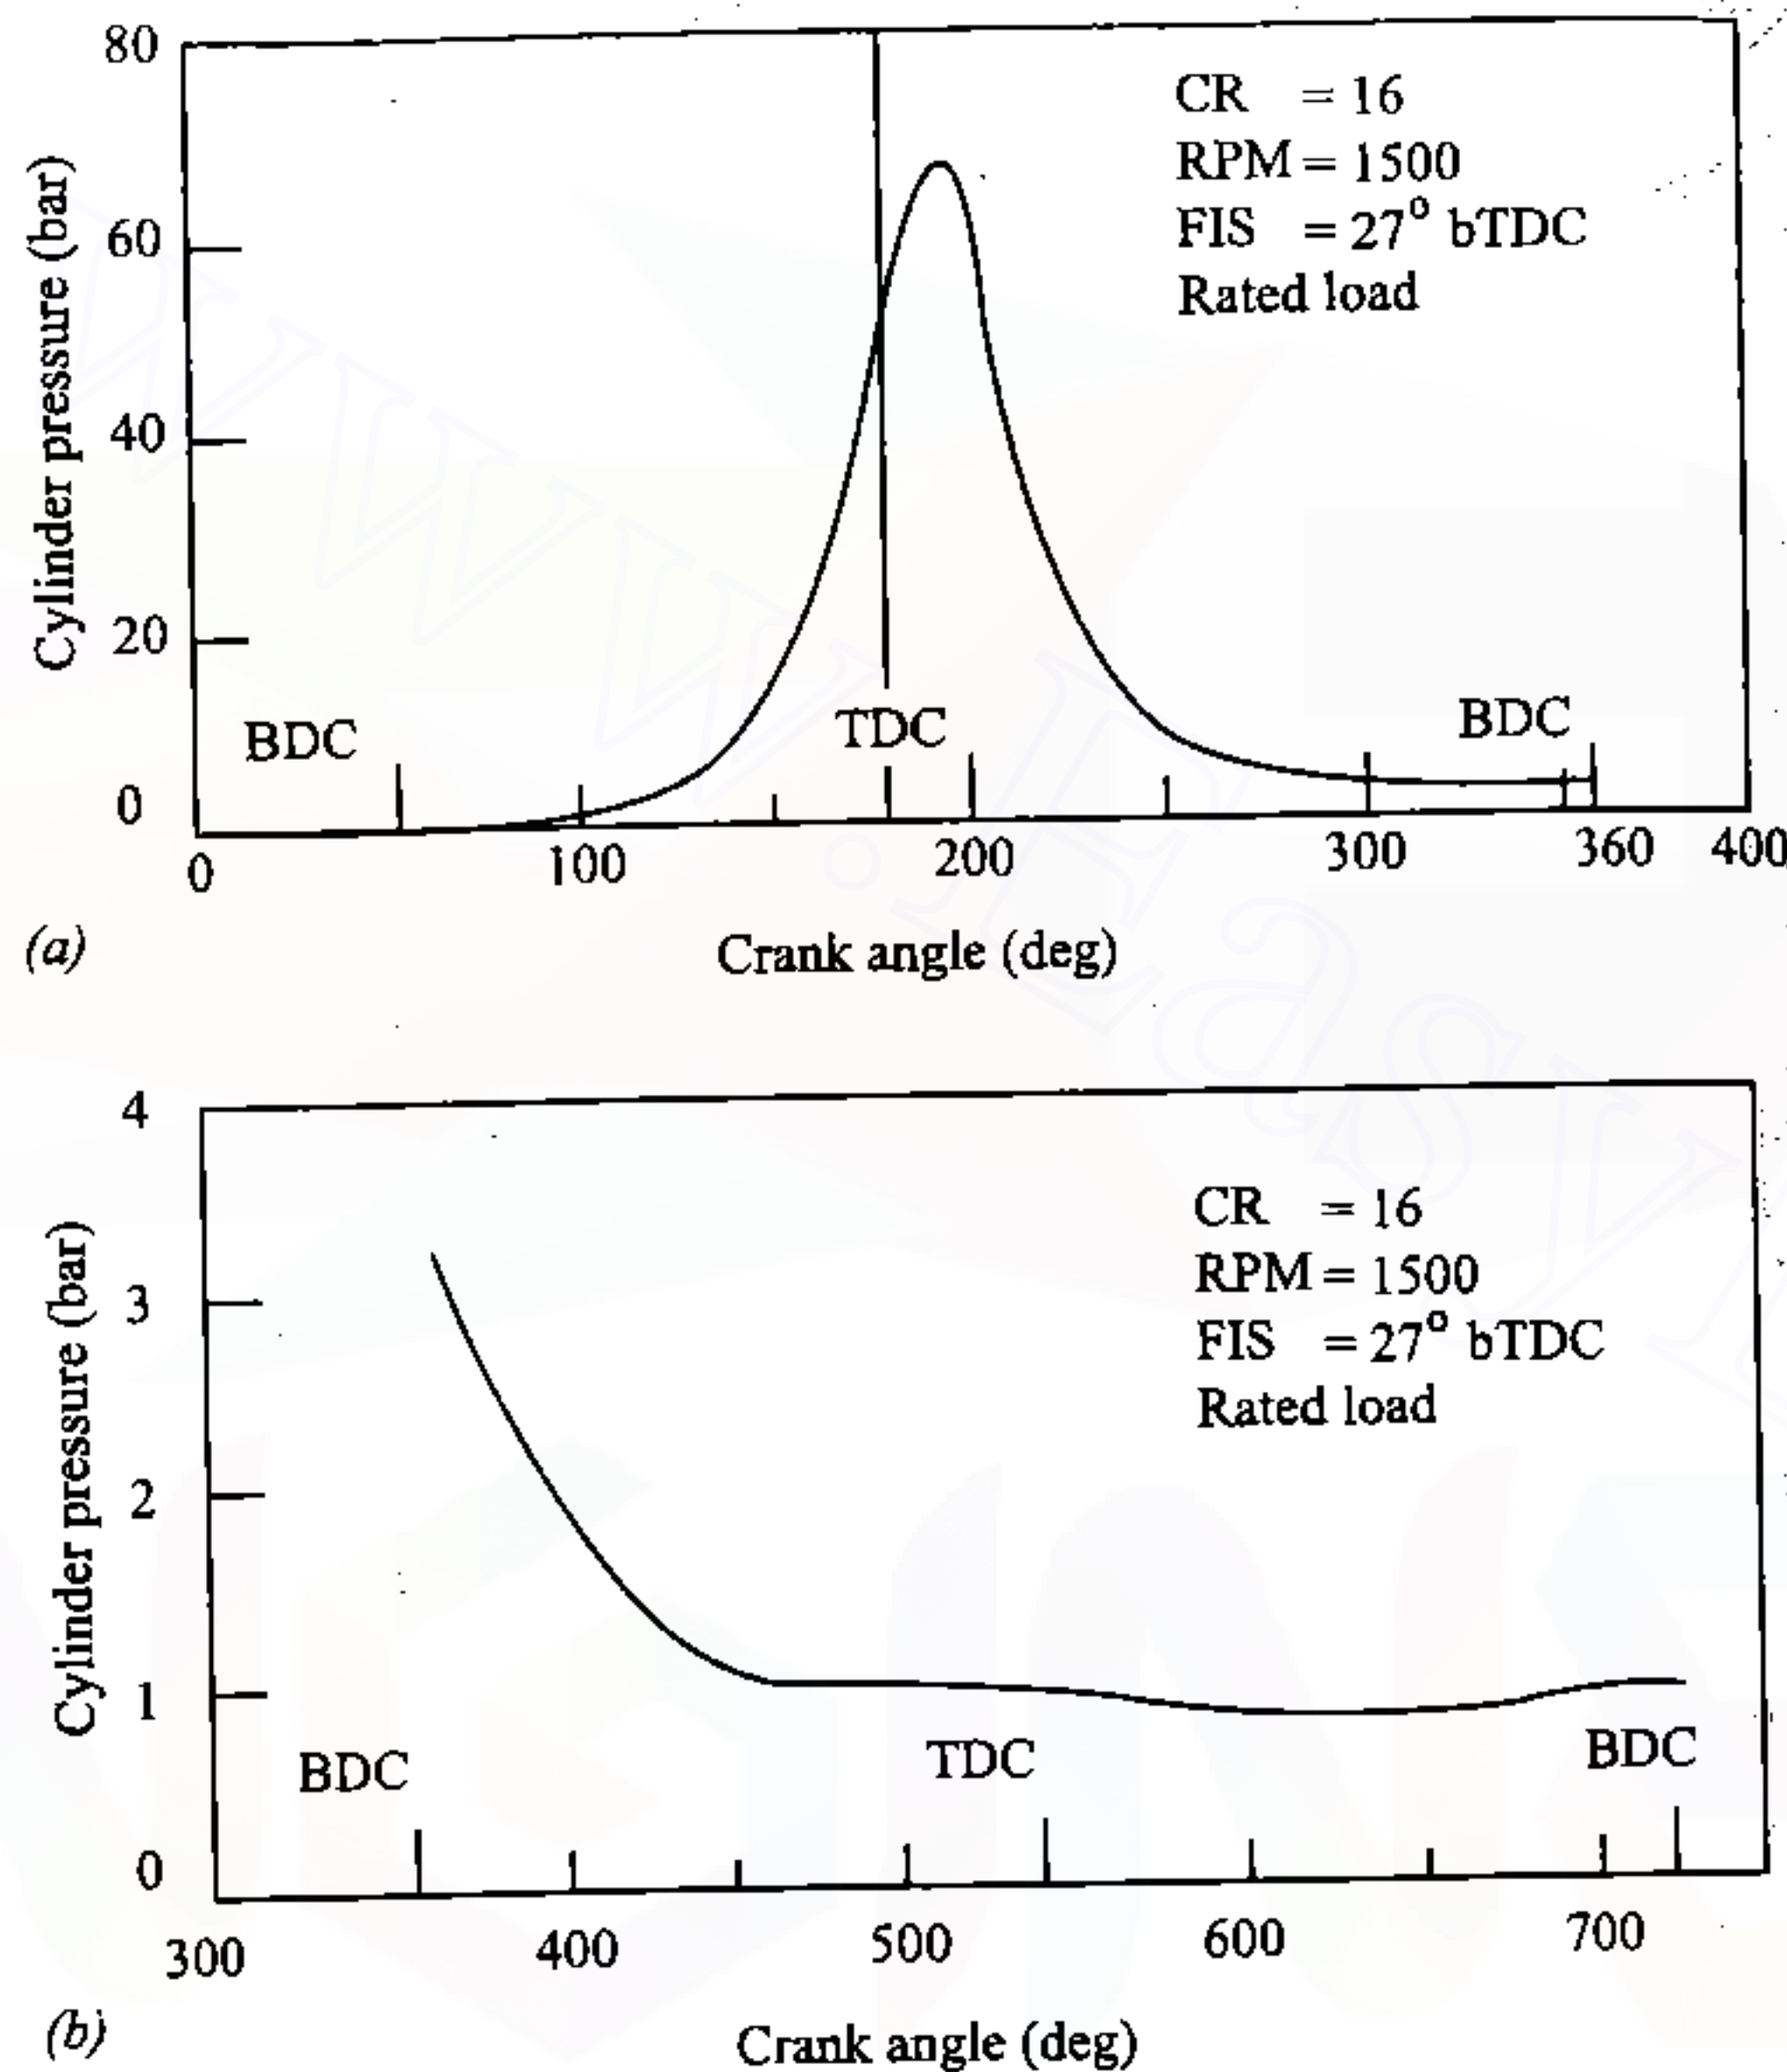 80
60
40
20
0
Cylinder pressure (bar)
CR = 16
RPM = 1500
FIS = 27° bTDC
Rated load
BDC
TDC
BDC
0
100
200
300
360
400
(a)
Crank angle (deg)
4
3
2
1
0
Cylinder pressure (bar)
CR = 16
RPM = 1500
FIS = 27° bTDC
Rated load
BDC
TDC
BDC
300
400
500
600
700
(b)
Crank angle (deg)